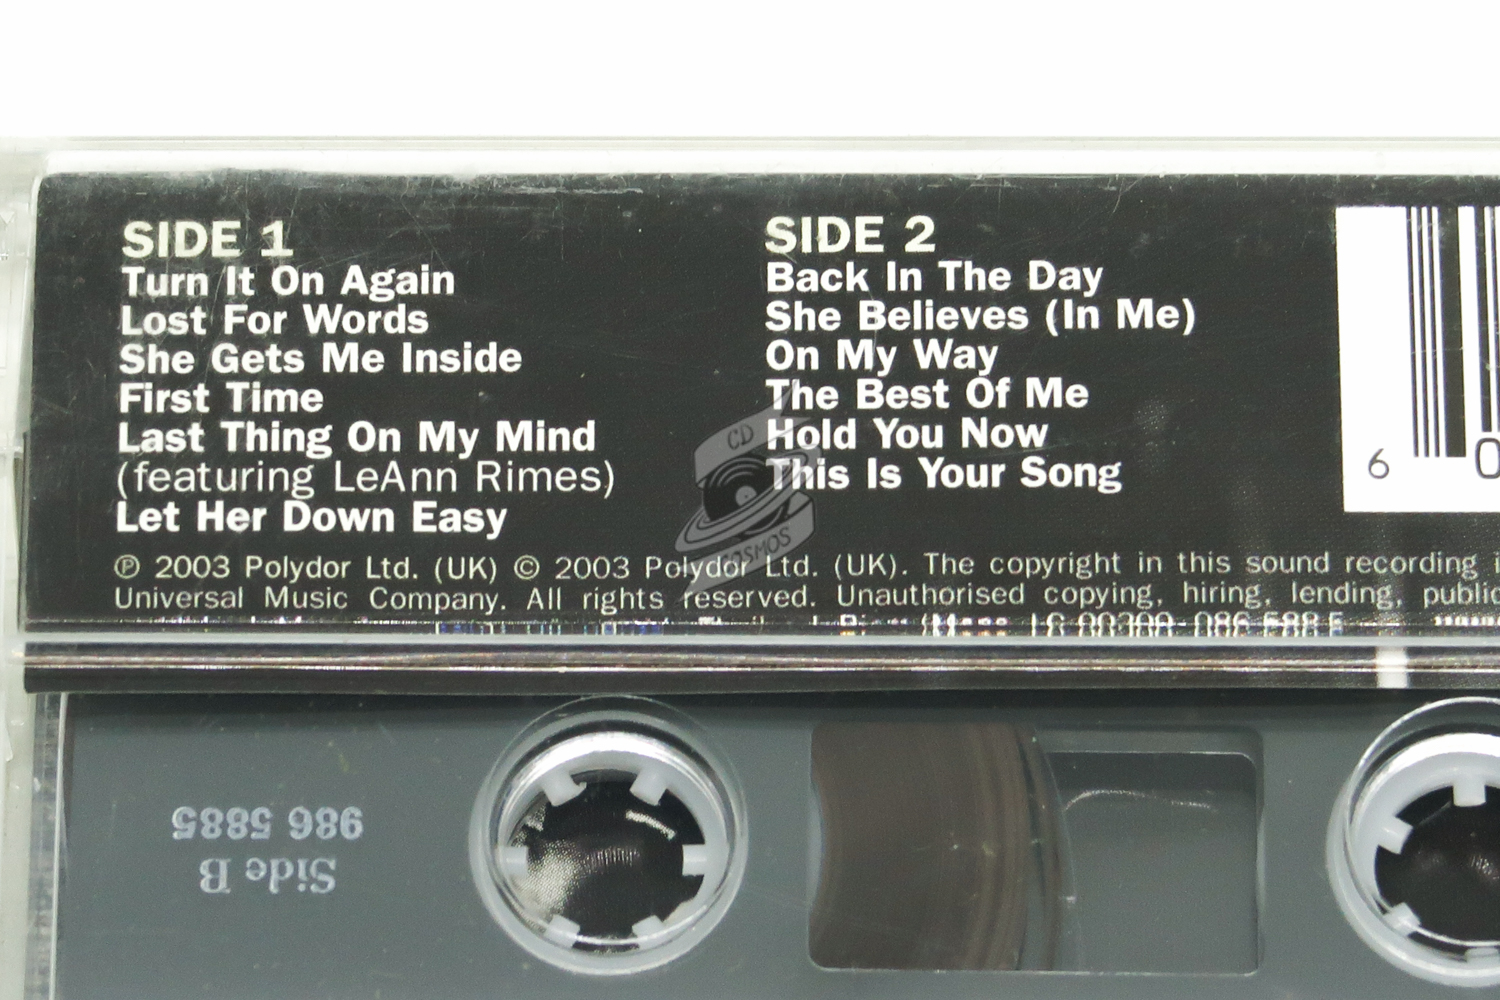 SIDE 1
Turn It On Again
Lost For Words
She Gets Me Inside
First Time
Last Thing On My Mind
(featuring LeAnn Rimes)
Let Her Down Easy
SIDE 2
Back In The Day
She Believes (In Me)
On My Way
The Best Of Me
Hold You Now
This Is Your Song
6 0
CD
COSMOS
℗ 2003 Polydor Ltd. (UK) © 2003 Polydor Ltd. (UK). The copyright in this sound recording
Universal Music Company. All rights reserved. Unauthorised copying, hiring, lending, public
Side B
986 5885